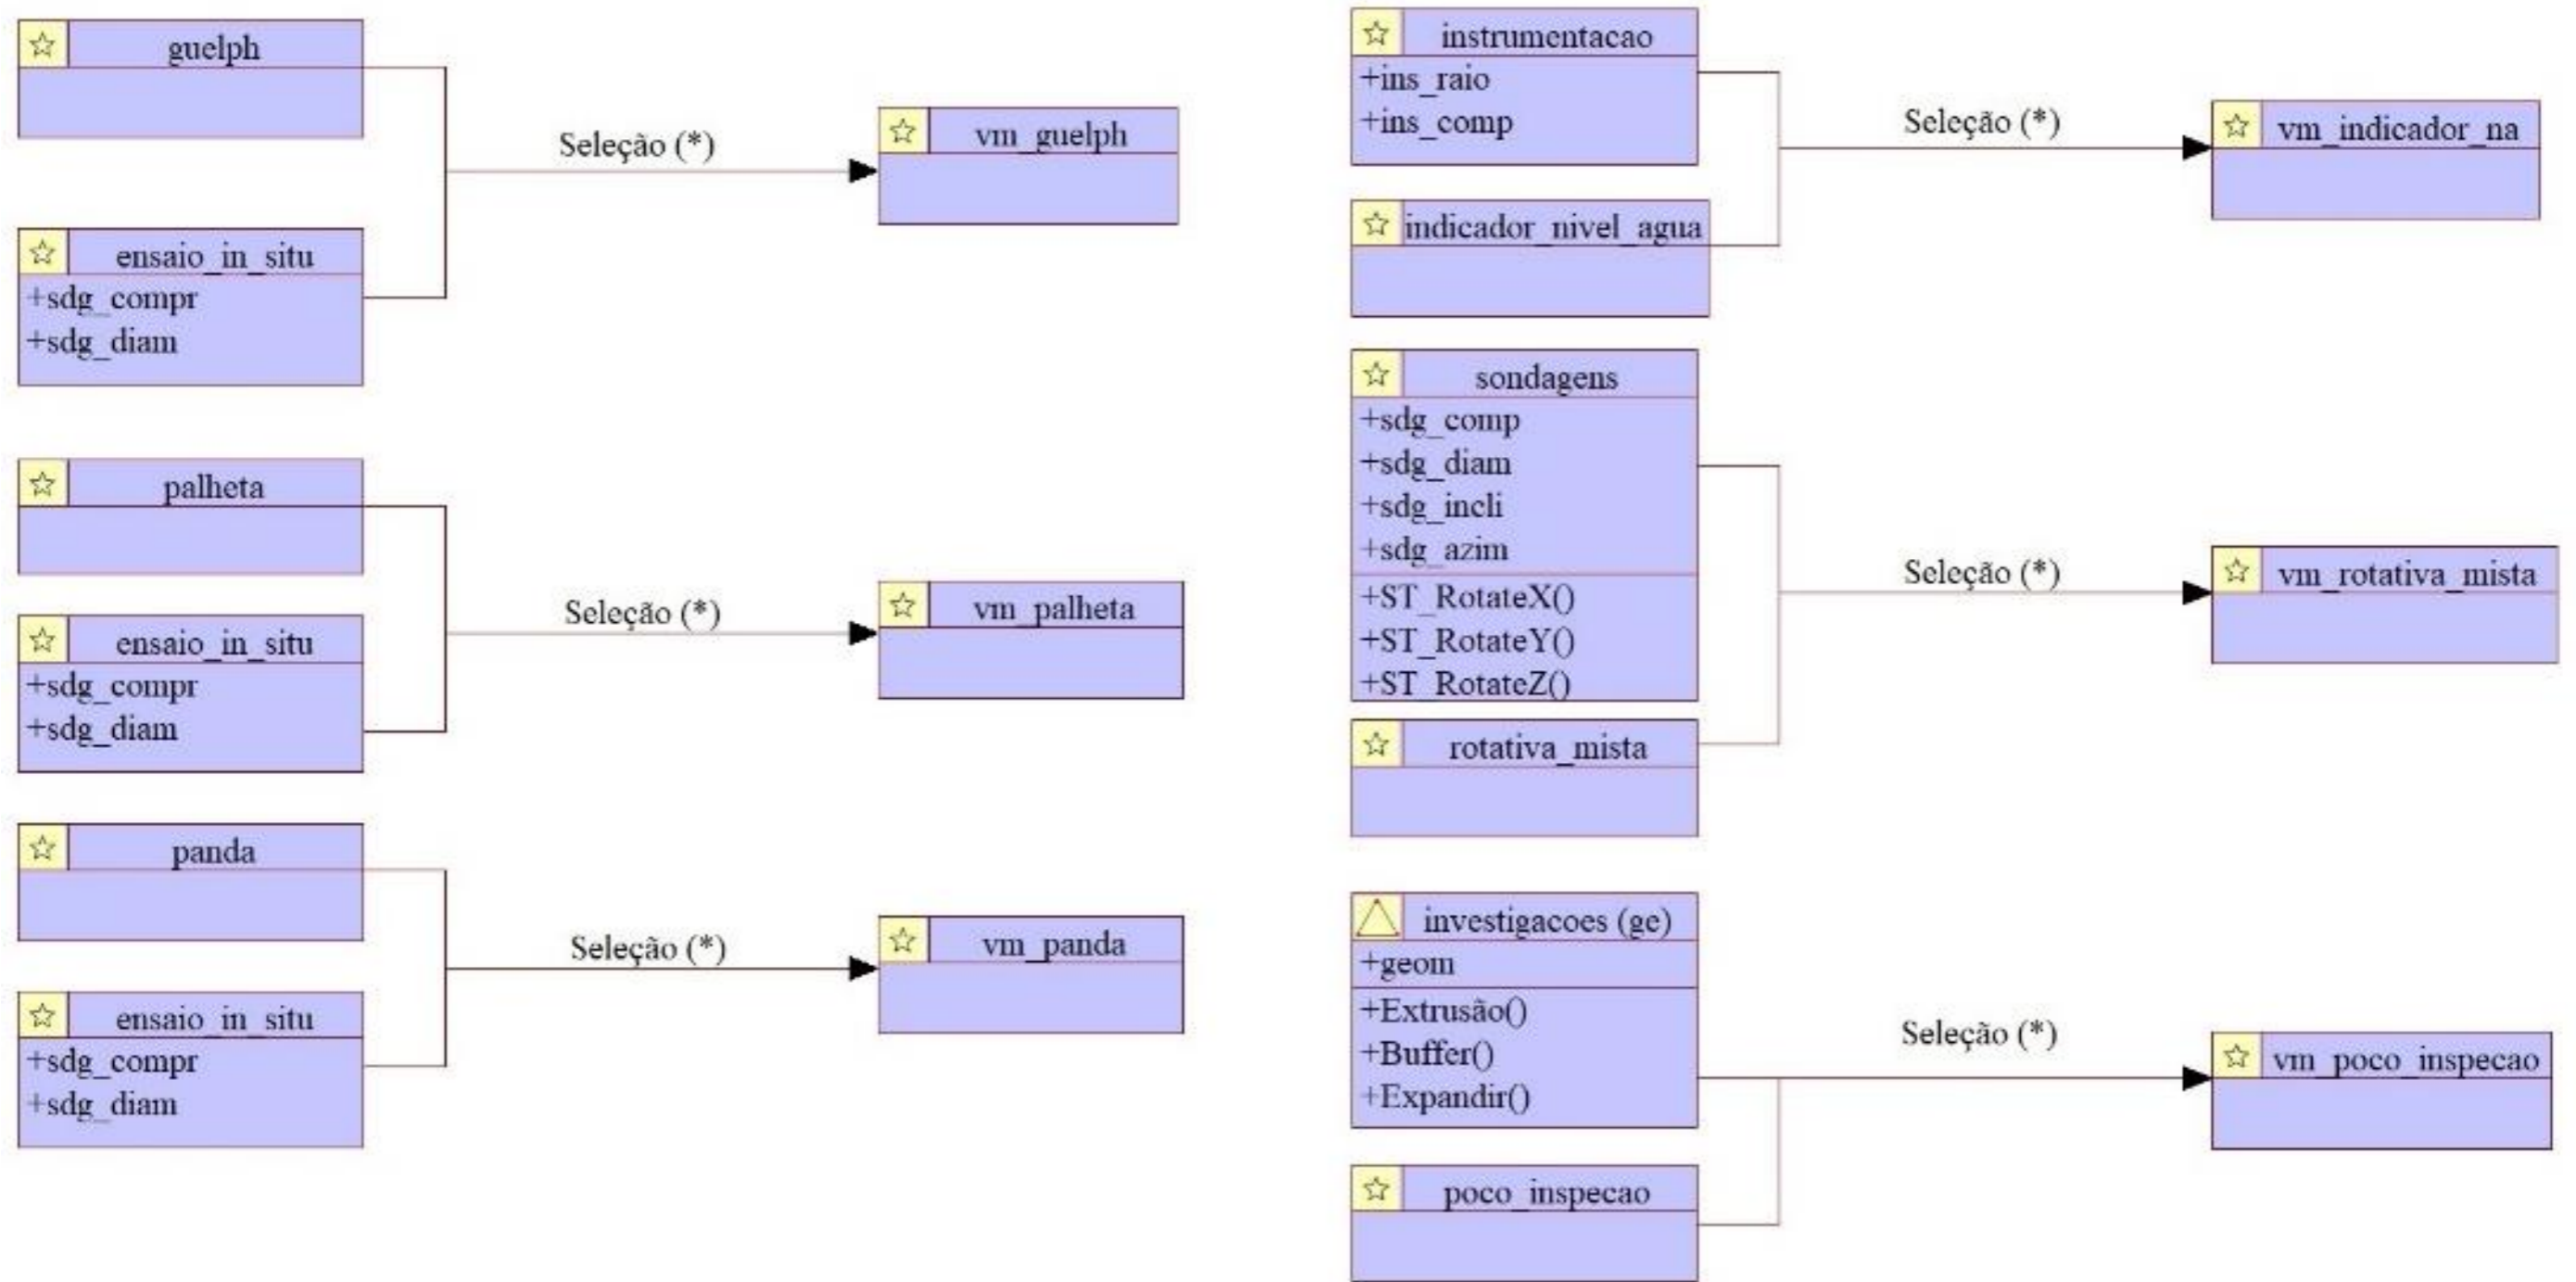 guelph
Seleção (*)
vm_guelph
ensaio_in_situ
+sdg_compr
+sdg_diam
palheta
Seleção (*)
vm_palheta
ensaio_in_situ
+sdg_compr
+sdg_diam
panda
Seleção (*)
vm_panda
ensaio_in_situ
+sdg_compr
+sdg_diam
instrumentacao
+ins_raio
+ins_comp
Seleção (*)
vm_indicador_na
indicador_nivel_agua
sondagens
+sdg_comp
+sdg_diam
+sdg_incli
+sdg_azim
+ST_RotateX()
+ST_RotateY()
+ST_RotateZ()
Seleção (*)
vm_rotativa_mista
rotativa_mista
investigacoes (ge)
+geom
+Extrusão()
+Buffer()
+Expandir()
Seleção (*)
vm_poco_inspecao
poco_inspecao